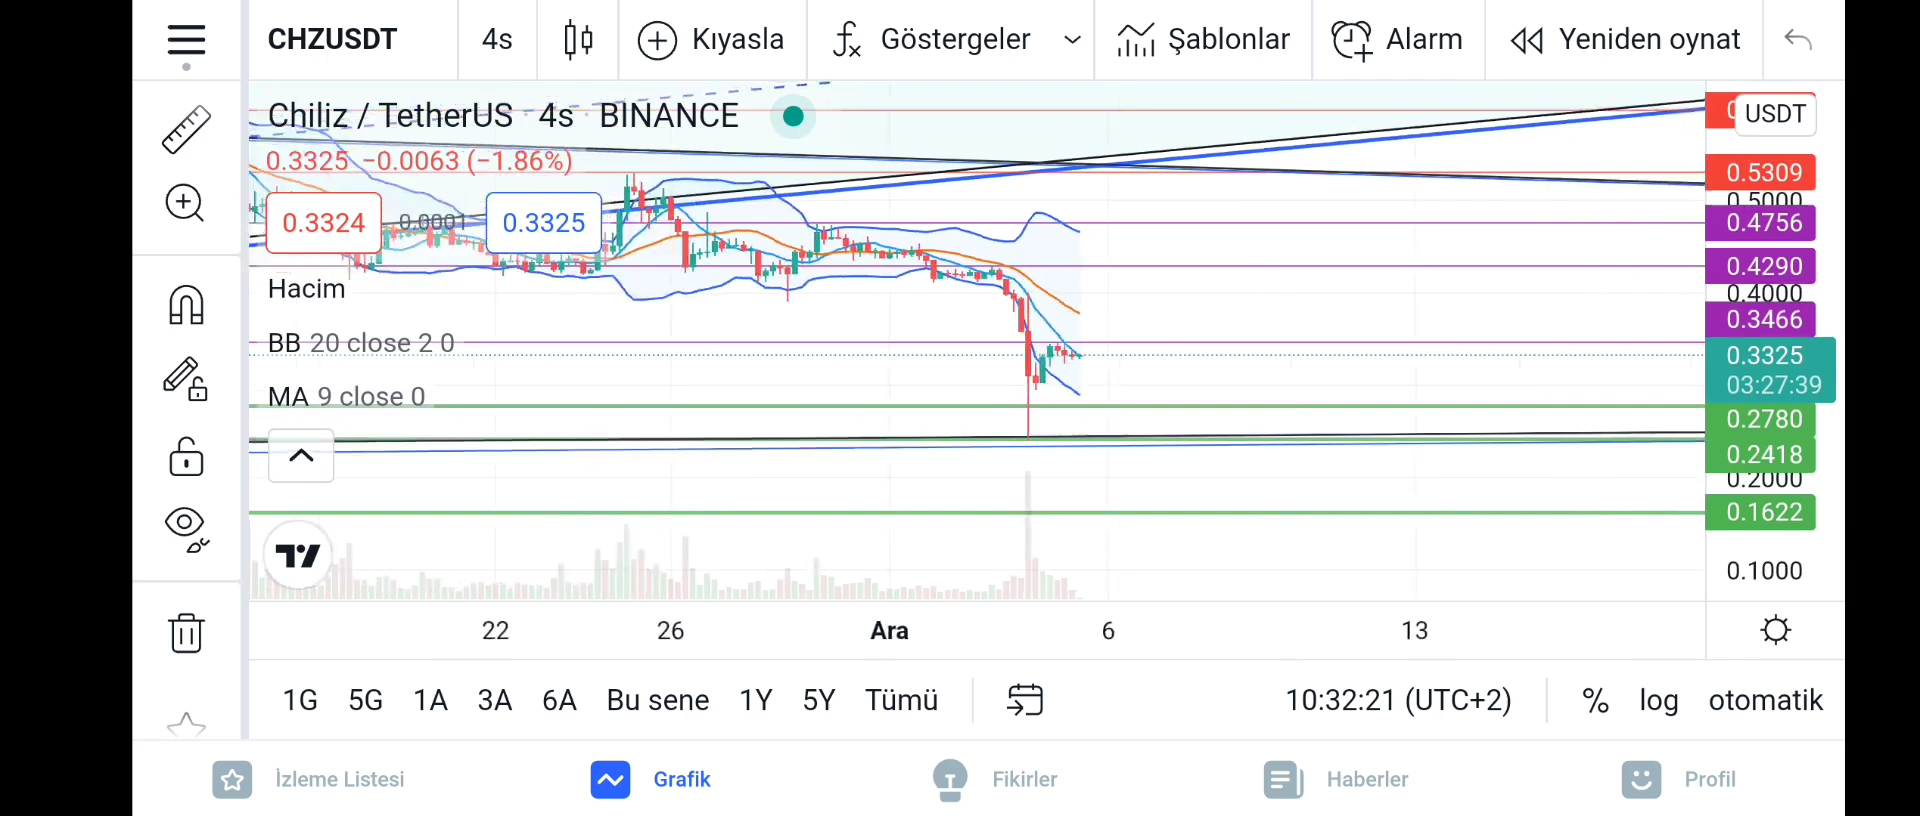 CHZUSDT 4s Kıyasla Göstergeler Şablonlar Alarm Yeniden oynat
Chiliz / TetherUS 4s BINANCE
USDT
0.3325 −0.0063 (−1.86%)
0.5309
0.5000
0.3324 0.0001 0.3325
0.4756
0.4290
Hacim
0.4000
0.3466
BB 20 close 2 0
0.3325
03:27:39
MA 9 close 0
0.2780
0.2418
0.2000
0.1622
0.1000
22 26 Ara 6 13
1G 5G 1A 3A 6A Bu sene 1Y 5Y Tümü 10:32:21 (UTC+2) % log otomatik
İzleme Listesi Grafik Fikirler Haberler Profil